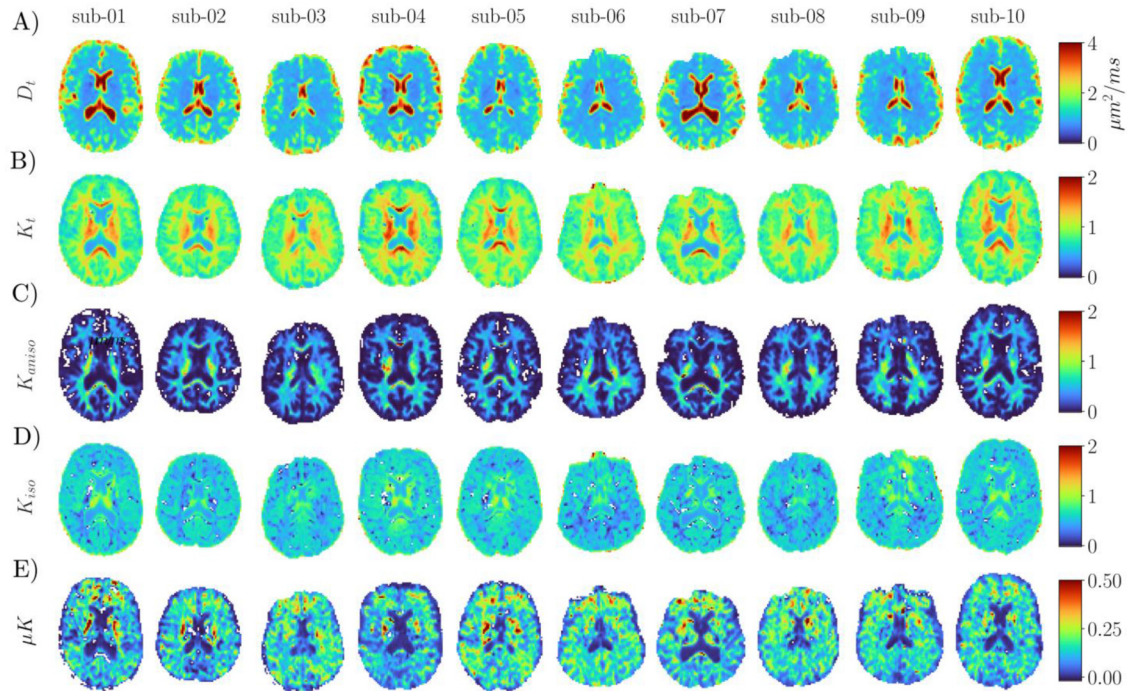 sub-01 sub-02 sub-03 sub-04 sub-05 sub-06 sub-07 sub-08 sub-09 sub-10
A)
D_t
4
2
0
μm²/ms
B)
K_t
2
1
0
C)
K_aniso
2
1
0
D)
K_iso
2
1
0
E)
μK
0.50
0.25
0.00